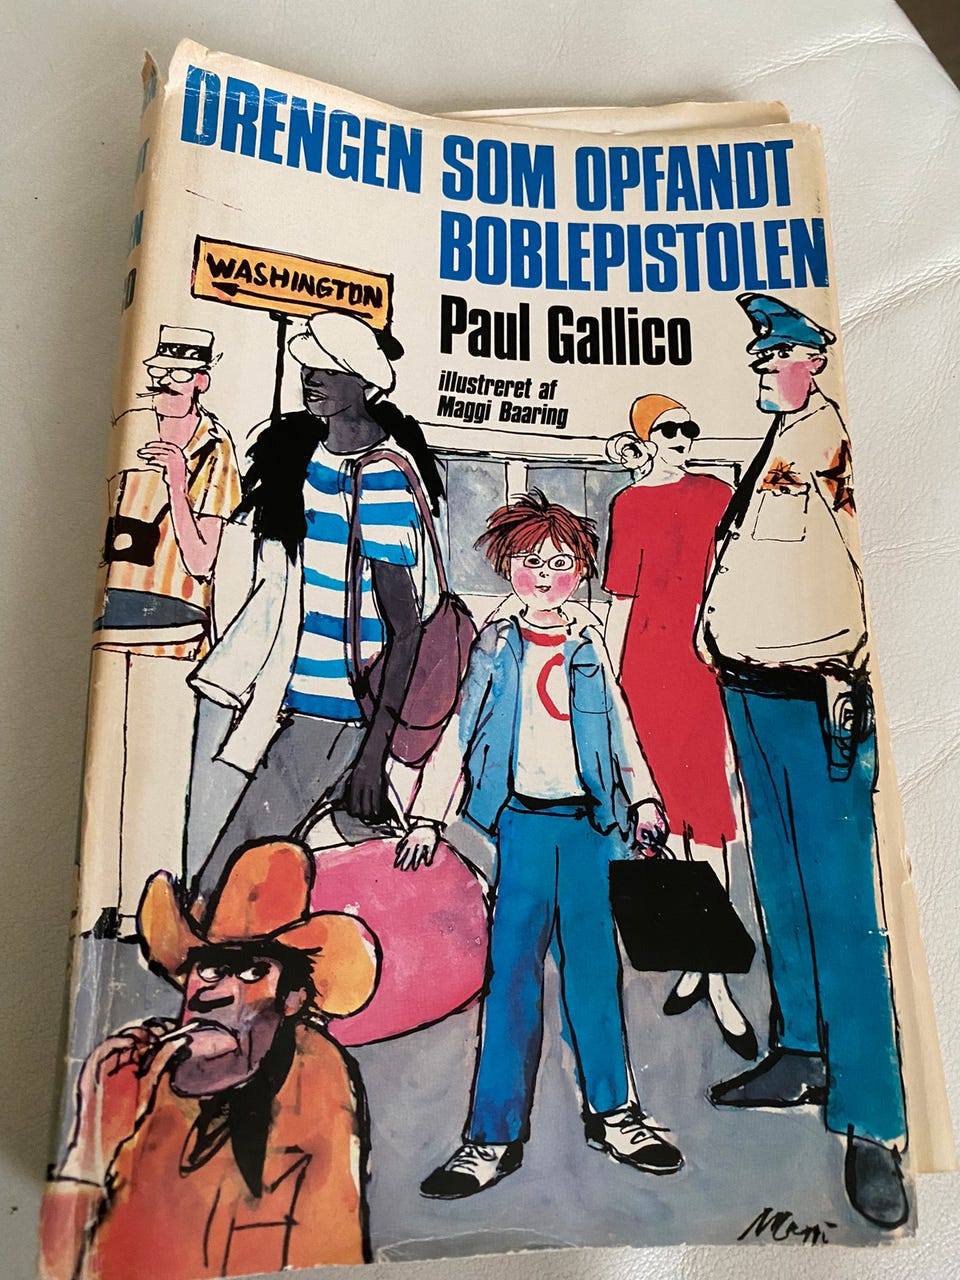 DRENGEN SOM OPFANDT
BOBLEPISTOLEN
Paul Gallico
illustreret af
Maggi Baaring
WASHINGTON
C